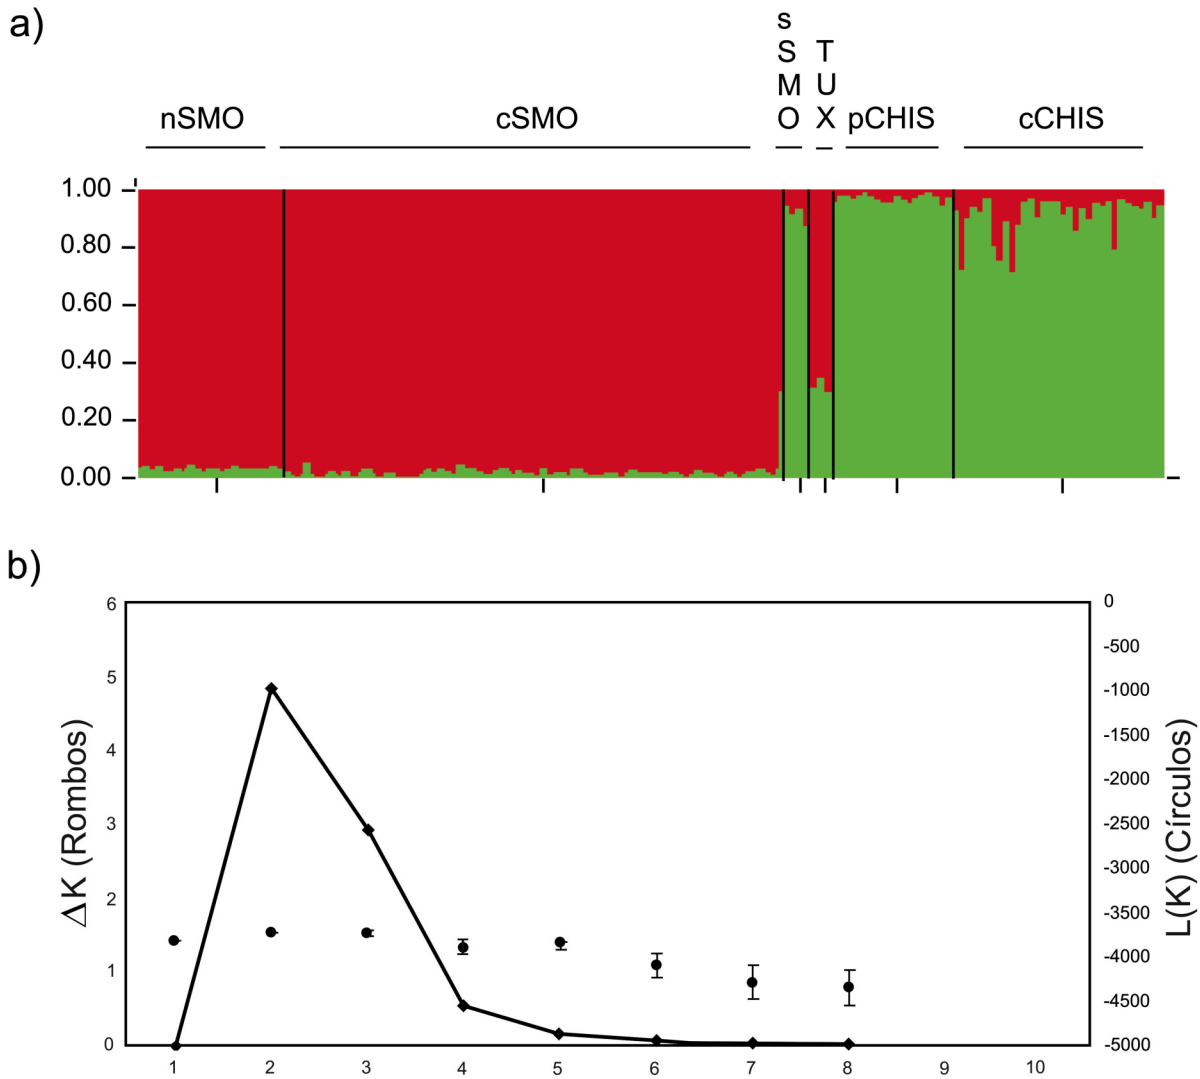 a)
s
S
M
O
T
U
X
nSMO
cSMO
pCHIS
cCHIS
1.00
0.80
0.60
0.40
0.20
0.00
b)
ΔK (Rombos)
6
5
4
3
2
1
0
1 2 3 4 5 6 7 8 9 10
0
-500
-1000
-1500
-2000
-2500
-3000
-3500
-4000
-4500
-5000
L(K) (Círculos)